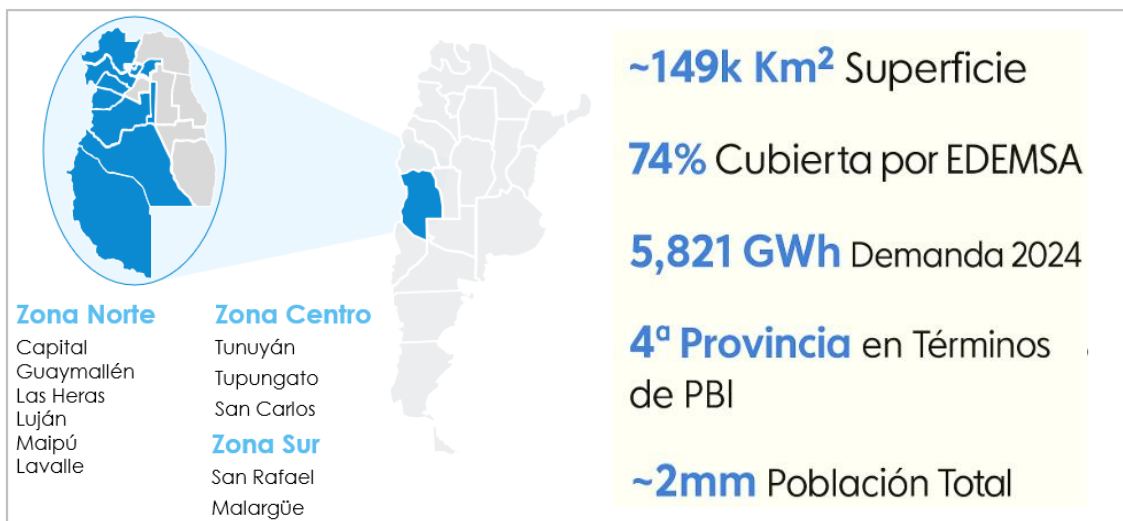 Zona Norte
Capital
Guaymallén
Las Heras
Luján
Maipú
Lavalle
Zona Centro
Tunuyán
Tupungato
San Carlos
Zona Sur
San Rafael
Malargüe
~149k Km² Superficie
74% Cubierta por EDEMSA
5,821 GWh Demanda 2024
4ª Provincia en Términos
de PBI
~2mm Población Total